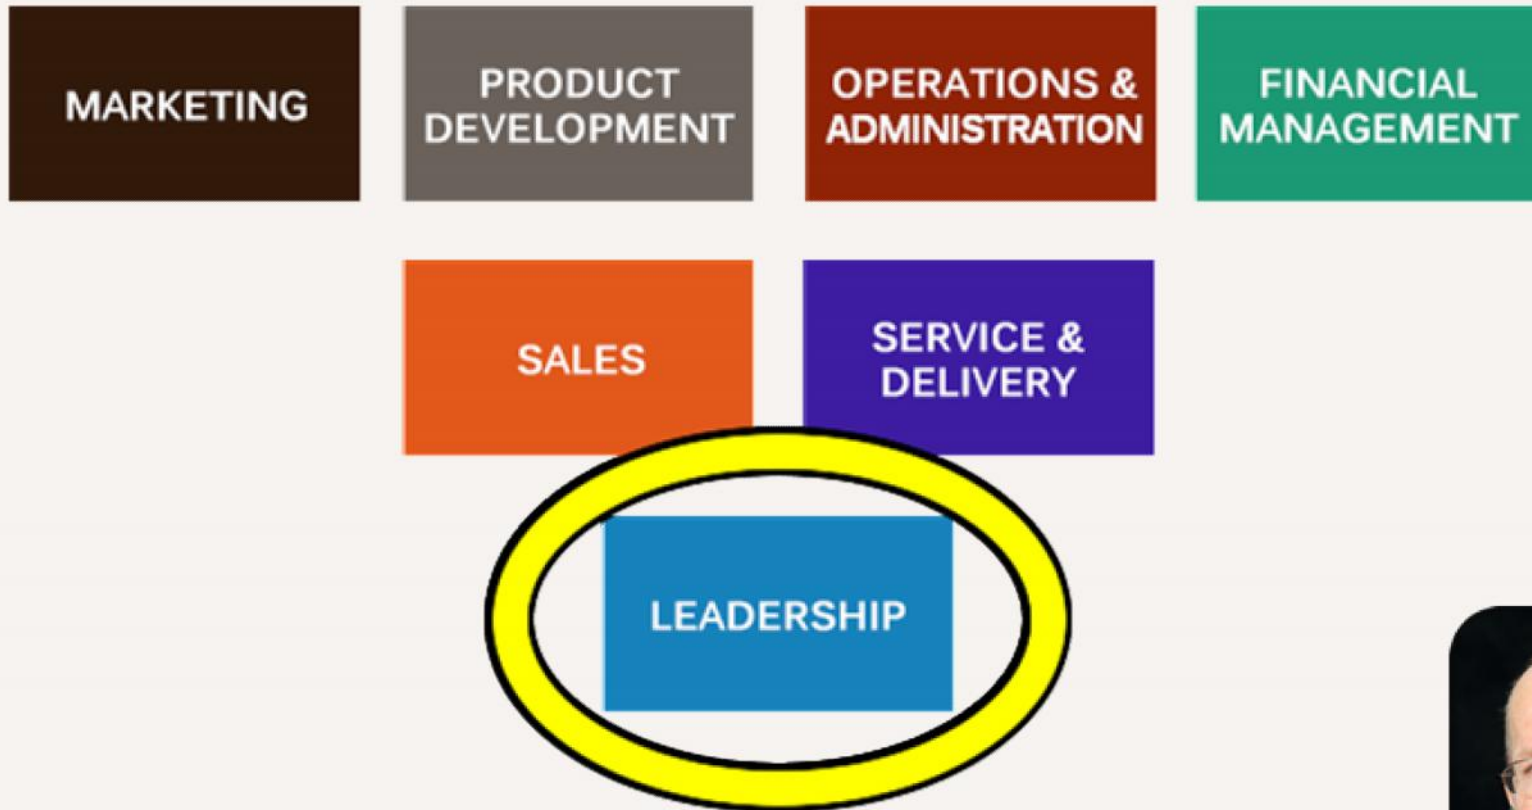 MARKETING
PRODUCT
DEVELOPMENT
OPERATIONS &
ADMINISTRATION
FINANCIAL
MANAGEMENT
SALES
SERVICE &
DELIVERY
LEADERSHIP